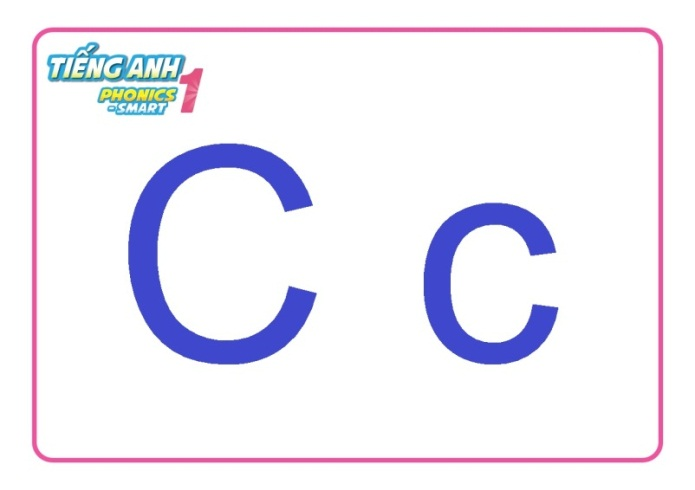 TIẾNG ANH 1
PHONICS
-SMART
C c